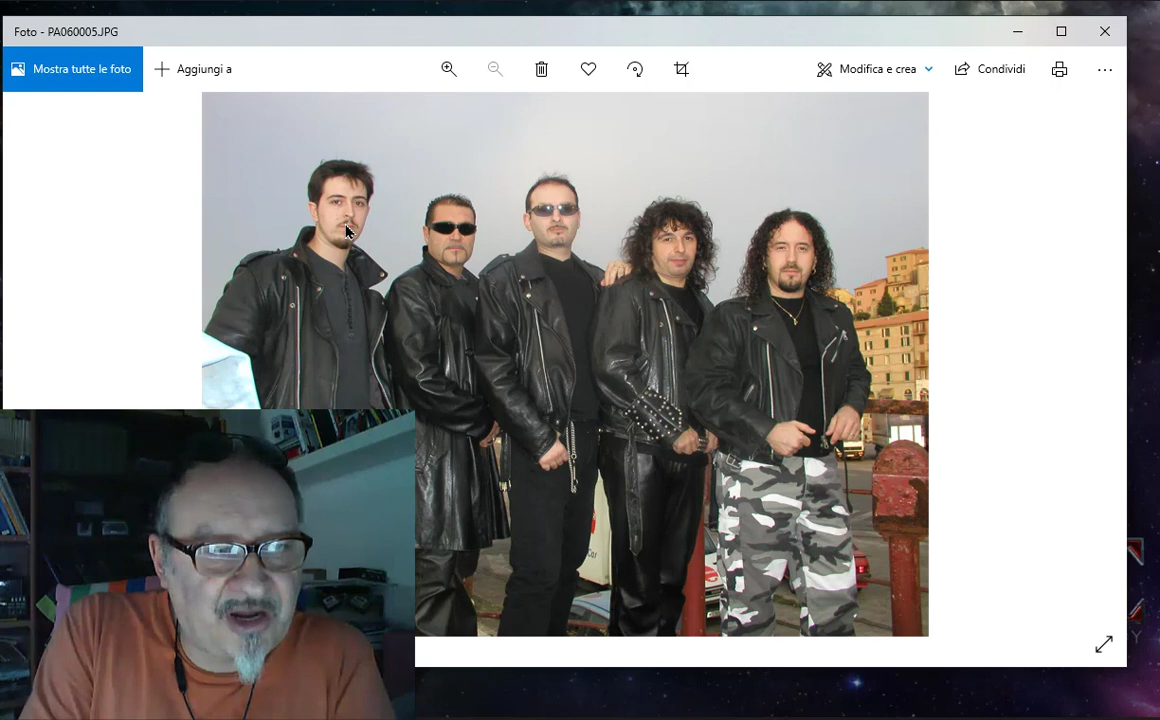 Foto - PA060005.JPG
Mostra tutte le foto
Aggiungi a
Modifica e crea
Condividi